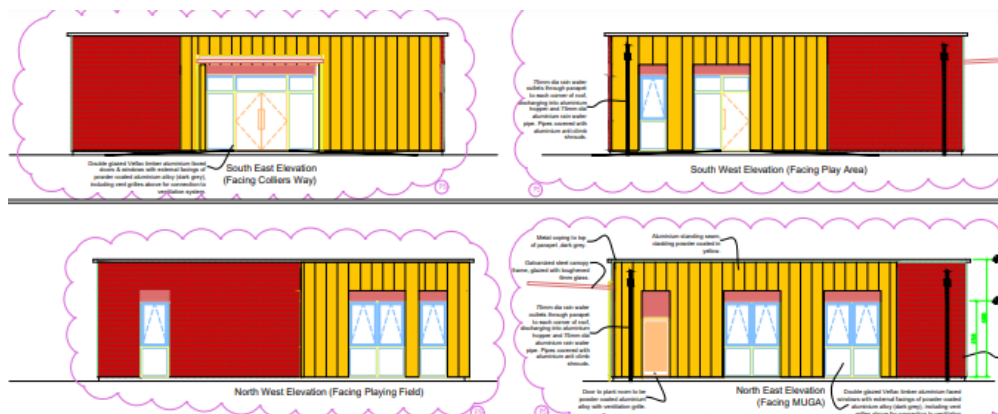 Double glazed Velfac timber aluminium faced
doors & windows with external facings of
powder coated aluminium alloy (dark grey),
including vent grilles above for connection to
ventilation system.
South East Elevation
(Facing Colliers Way)
75mm dia rain water
outlets through parapet
to each corner of roof,
discharging into aluminium
hopper and 75mm dia
aluminium rain water
pipe. Pipes covered with
aluminium anti climb
shrouds.
South West Elevation (Facing Play Area)
North West Elevation (Facing Playing Field)
Metal coping to top
of parapet, dark grey.
Galvanized steel canopy
frame, glazed with toughened
6mm glass.
75mm dia rain water
outlets through parapet
to each corner of roof,
discharging into aluminium
hopper and 75mm dia
aluminium rain water
pipe. Pipes covered with
aluminium anti climb
shrouds.
Aluminium standing seam
cladding powder coated in
yellow.
Door to plant room to be
powder coated aluminium
alloy with ventilation grille.
North East Elevation
(Facing MUGA)
Double glazed Velfac timber aluminium faced
windows with external facings of powder coated
aluminium alloy (dark grey), including vent